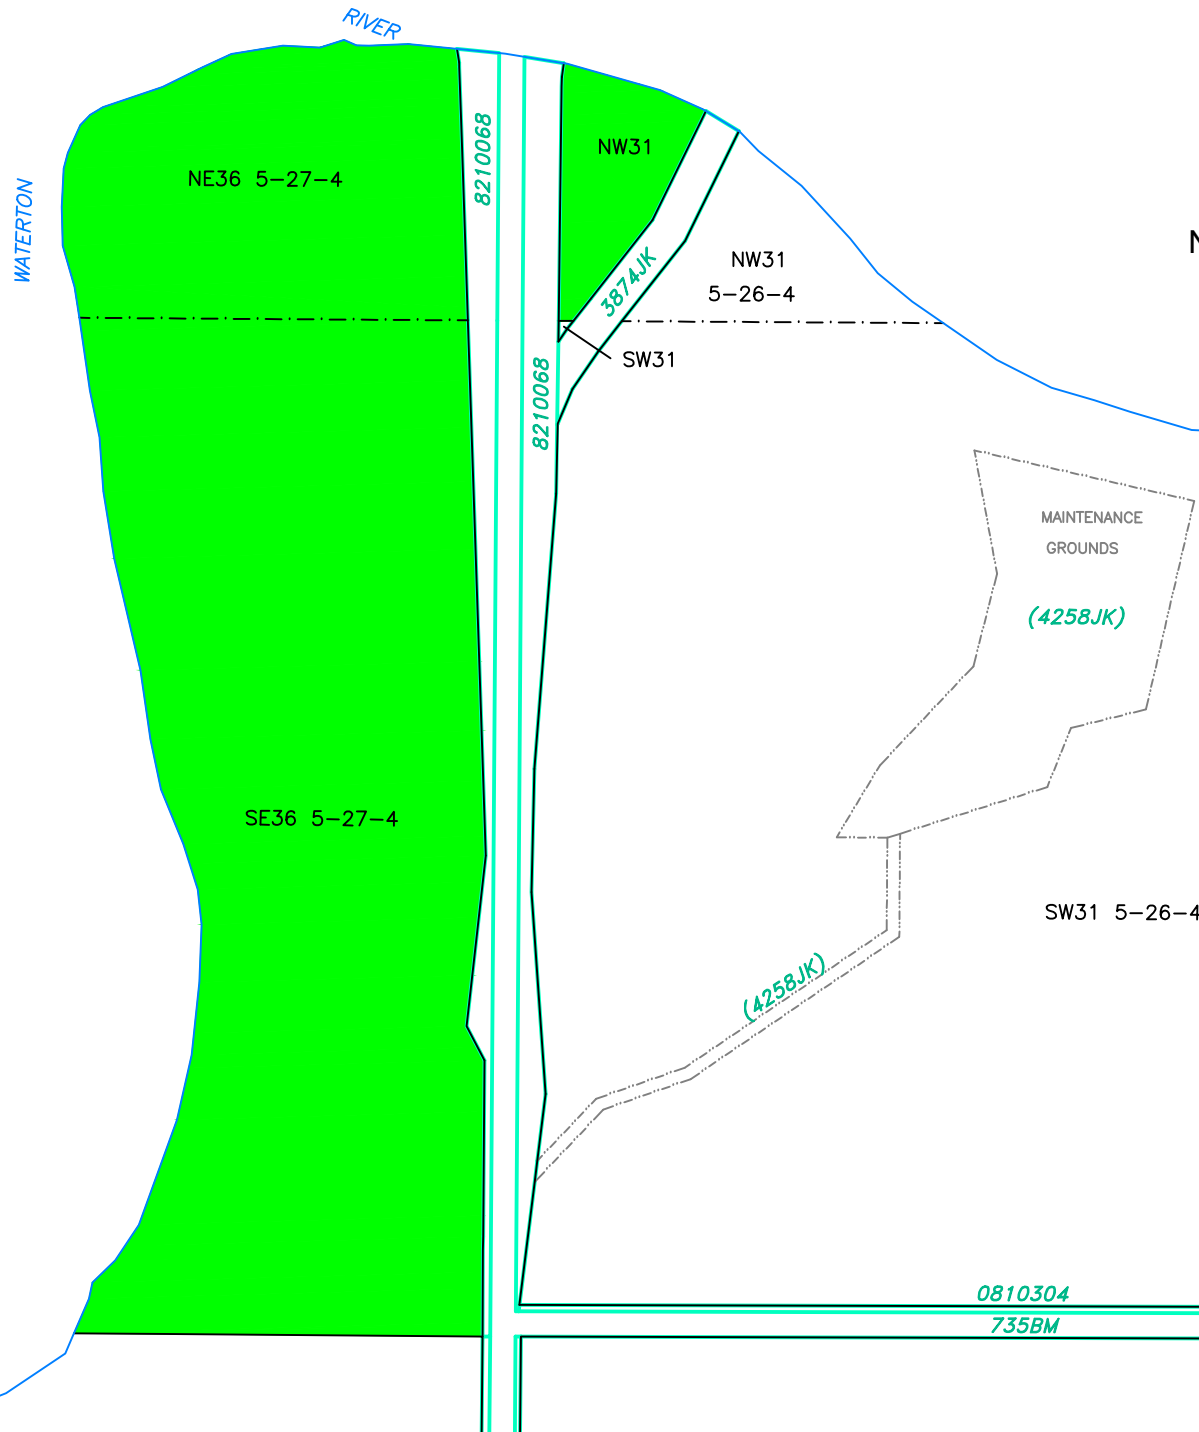 RIVER
WATERTON
NE36 5-27-4
8210068
NW31
3874JK
NW31
5-26-4
N
SW31
8210068
MAINTENANCE
GROUNDS
(4258JK)
SE36 5-27-4
SW31 5-26-4
(4258JK)
0810304
735BM